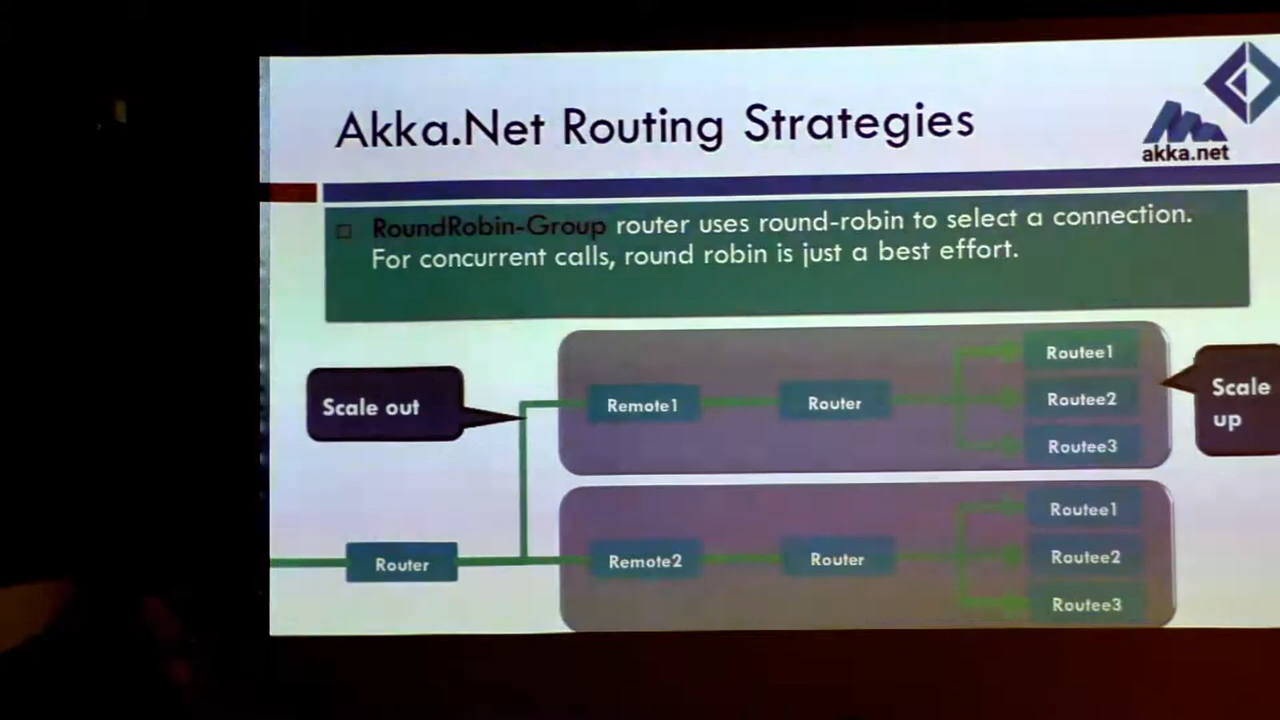 Akka.Net Routing Strategies
akka.net
RoundRobin-Group router uses round-robin to select a connection.
For concurrent calls, round robin is just a best effort.
Scale out
Remote1
Router
Routee1
Routee2
Routee3
Scale
up
Router
Remote2
Router
Routee1
Routee2
Routee3